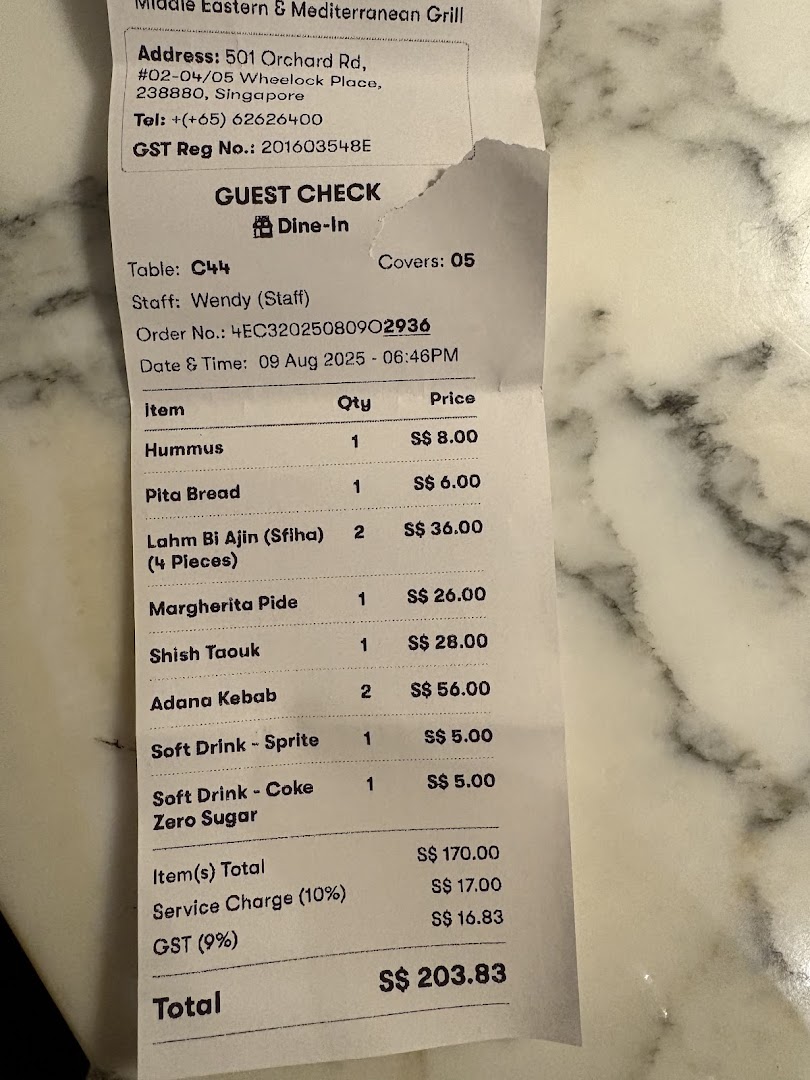 Middle Eastern & Mediterranean Grill
Address: 501 Orchard Rd,
#02-04/05 Wheelock Place,
238880, Singapore
Tel: +(+65) 62626400
GST Reg No.: 201603548E
GUEST CHECK
Dine-In
Table: C44 Covers: 05
Staff: Wendy (Staff)
Order No.: 4EC320250809O2936
Date & Time: 09 Aug 2025 - 06:46PM
Item Qty Price
Hummus 1 S$ 8.00
Pita Bread 1 S$ 6.00
Lahm Bi Ajin (Sfiha) 2 S$ 36.00
(4 Pieces)
Margherita Pide 1 S$ 26.00
Shish Taouk 1 S$ 28.00
Adana Kebab 2 S$ 56.00
Soft Drink - Sprite 1 S$ 5.00
Soft Drink - Coke 1 S$ 5.00
Zero Sugar
Item(s) Total S$ 170.00
Service Charge (10%) S$ 17.00
GST (9%) S$ 16.83
Total S$ 203.83